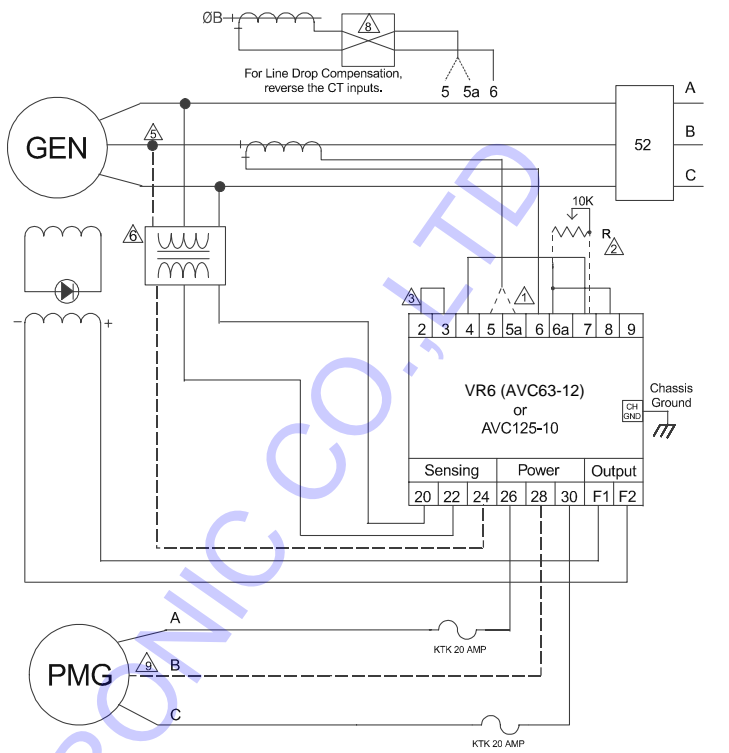 ØB
8
For Line Drop Compensation,
reverse the CT inputs.
5 5a 6
A
GEN
5
B
52
C
6
10K
R
2
3
1
2 3 4 5 5a 6 6a 7 8 9
VR6 (AVC63-12)
or
AVC125-10
CH
GND
Chassis
Ground
Sensing Power Output
20 22 24 26 28 30 F1 F2
− +
A
KTK 20 AMP
PMG
9
B
C
KTK 20 AMP
RONIC CO.,LTD